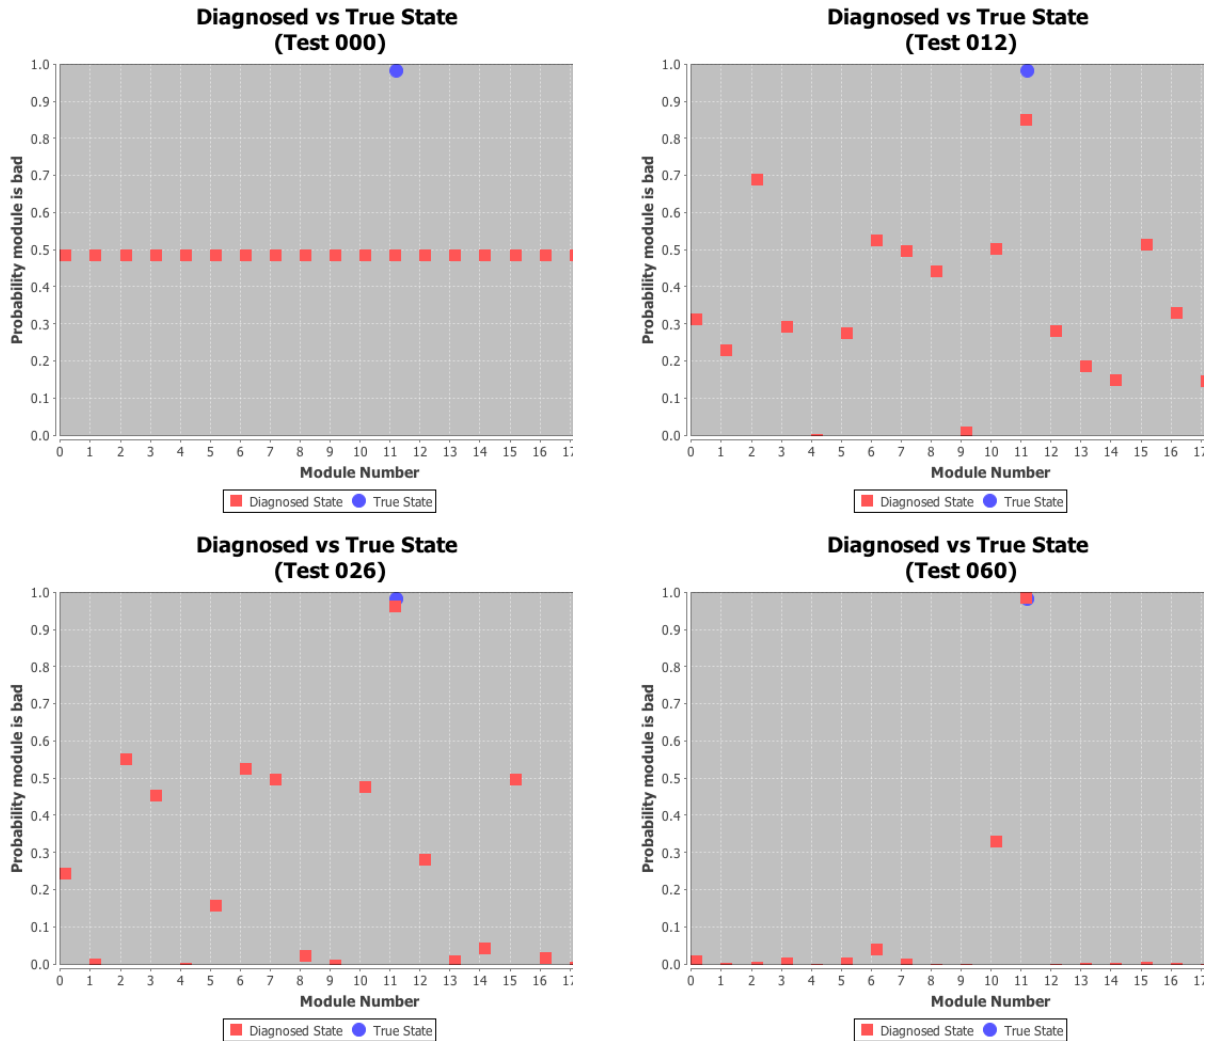 Diagnosed vs True State
(Test 000)
Probability module is bad
1.0
0.9
0.8
0.7
0.6
0.5
0.4
0.3
0.2
0.1
0.0
0 1 2 3 4 5 6 7 8 9 10 11 12 13 14 15 16 17
Module Number
Diagnosed State True State
Diagnosed vs True State
(Test 012)
Probability module is bad
1.0
0.9
0.8
0.7
0.6
0.5
0.4
0.3
0.2
0.1
0.0
0 1 2 3 4 5 6 7 8 9 10 11 12 13 14 15 16 17
Module Number
Diagnosed State True State
Diagnosed vs True State
(Test 026)
Probability module is bad
1.0
0.9
0.8
0.7
0.6
0.5
0.4
0.3
0.2
0.1
0.0
0 1 2 3 4 5 6 7 8 9 10 11 12 13 14 15 16 17
Module Number
Diagnosed State True State
Diagnosed vs True State
(Test 060)
Probability module is bad
1.0
0.9
0.8
0.7
0.6
0.5
0.4
0.3
0.2
0.1
0.0
0 1 2 3 4 5 6 7 8 9 10 11 12 13 14 15 16 17
Module Number
Diagnosed State True State